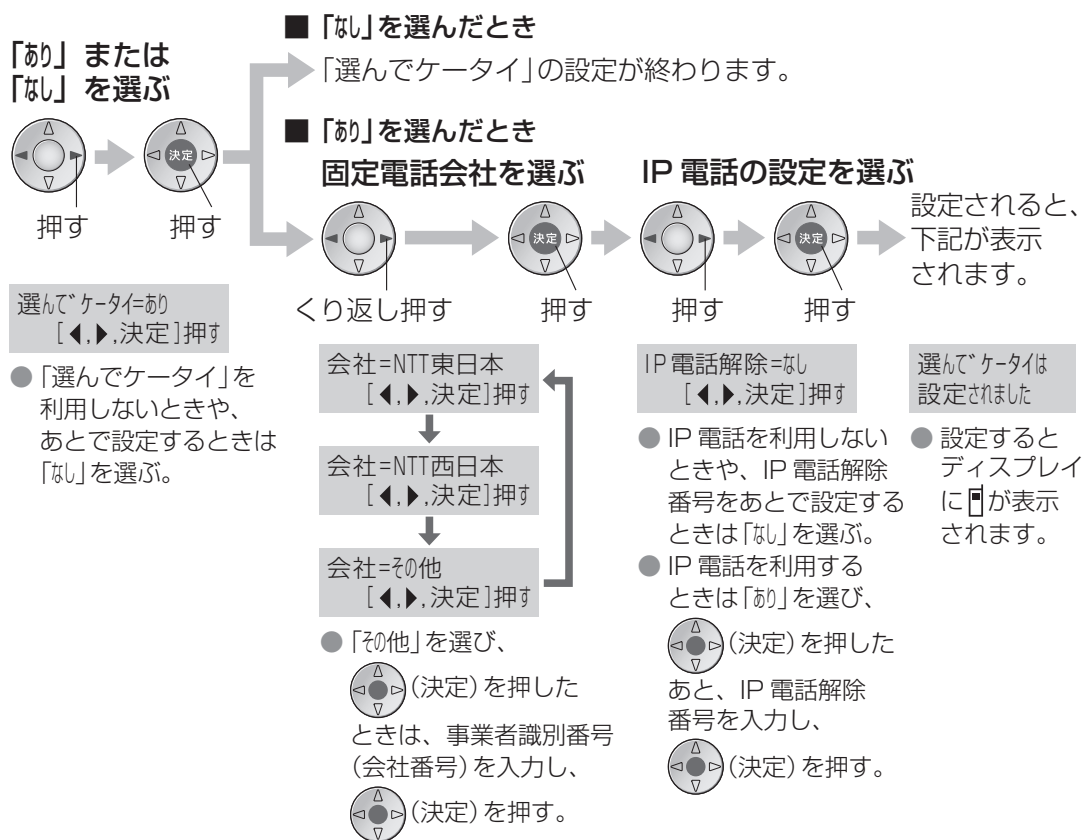 「あり」または
「なし」を選ぶ
決定
押す
押す
選んでケータイ=あり
[◀,▶,決定]押す
●「選んでケータイ」を
利用しないときや、
あとで設定するときは
「なし」を選ぶ。
■「なし」を選んだとき
「選んでケータイ」の設定が終わります。
■「あり」を選んだとき
固定電話会社を選ぶ
決定
くり返し押す
押す
会社=NTT東日本
[◀,▶,決定]押す
会社=NTT西日本
[◀,▶,決定]押す
会社=その他
[◀,▶,決定]押す
●「その他」を選び、
(決定)を押した
ときは、事業者識別番号
(会社番号)を入力し、
(決定)を押す。
IP 電話の設定を選ぶ
決定
押す
押す
IP電話解除=なし
[◀,▶,決定]押す
● IP 電話を利用しない
ときや、IP 電話解除
番号をあとで設定する
ときは「なし」を選ぶ。
● IP 電話を利用する
ときは「あり」を選び、
(決定)を押した
あと、IP 電話解除
番号を入力し、
(決定)を押す。
設定されると、
下記が表示
されます。
選んでケータイは
設定されました
● 設定すると
ディスプレイ
に が表示
されます。